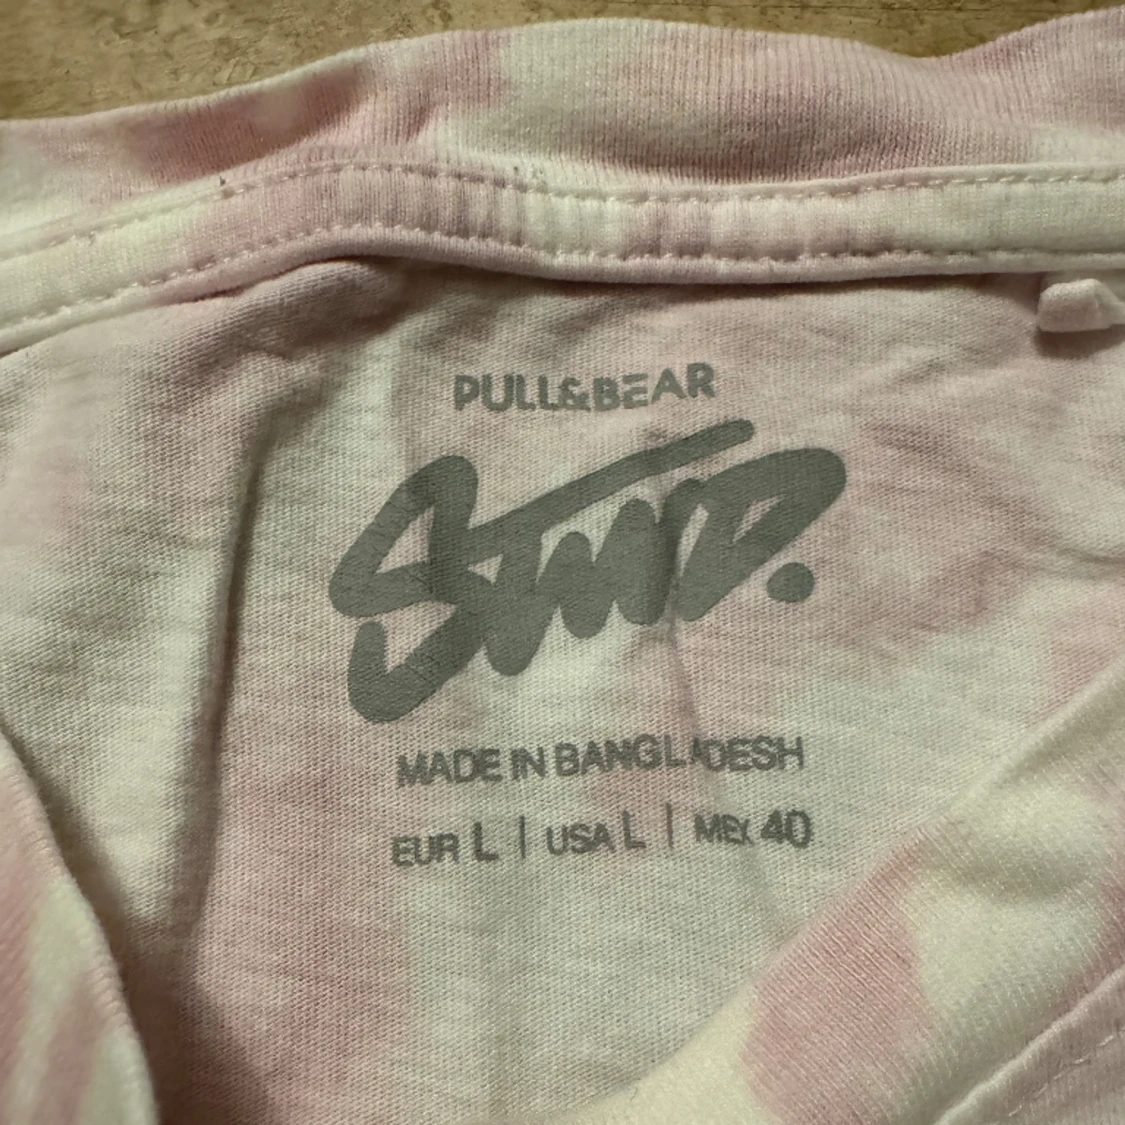 PULL&BEAR
STWD.
MADE IN BANGLADESH
EUR L | USA L | MEX 40